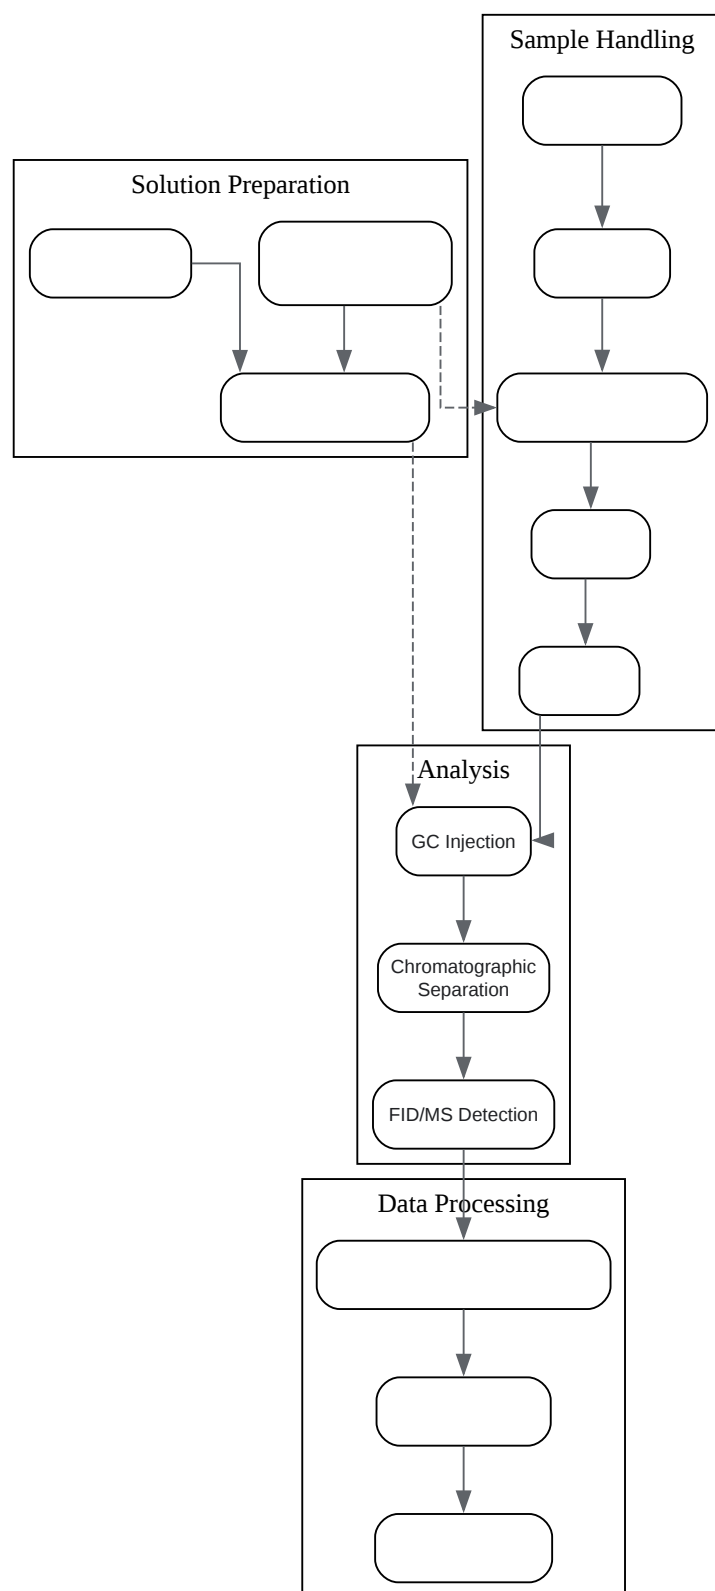 Sample Handling
Solution Preparation
Analysis
GC Injection
Chromatographic
Separation
FID/MS Detection
Data Processing